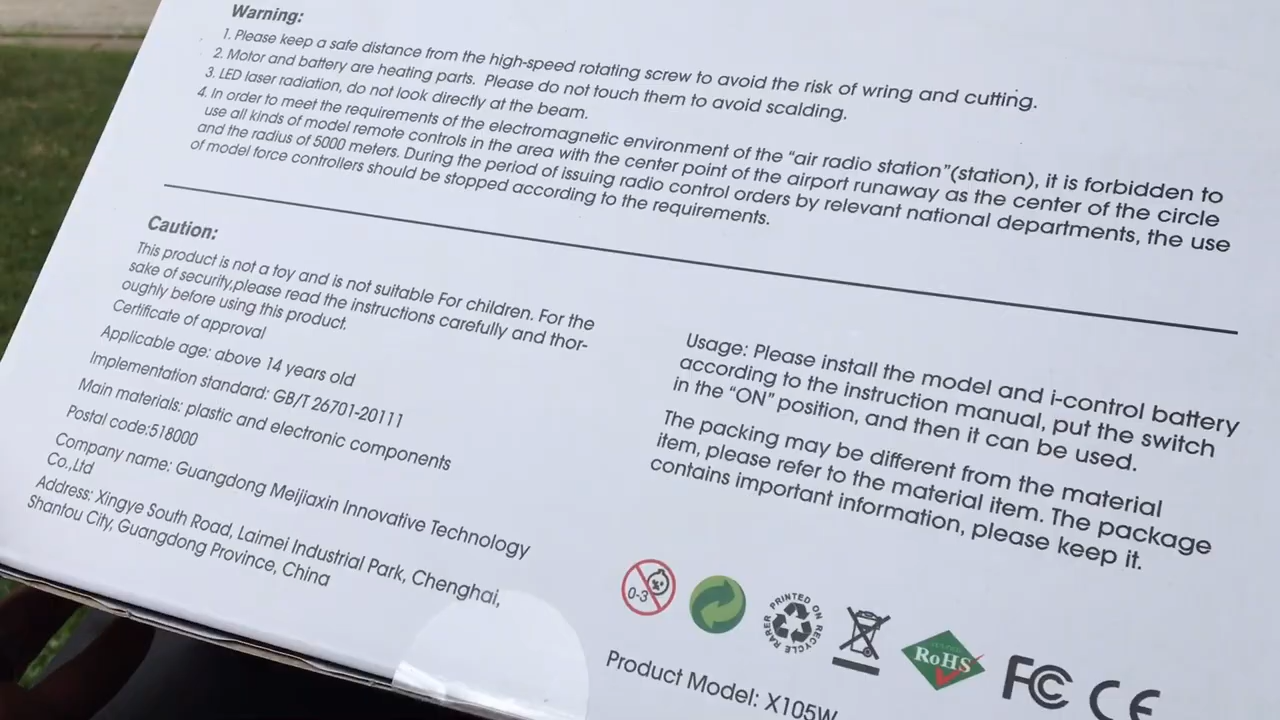 Warning:
1. Please keep a safe distance from the high-speed rotating screw to avoid the risk of wring and cutting.
2. Motor and battery are heating parts. Please do not touch them to avoid scalding.
3. LED laser radiation, do not look directly at the beam.
4. In order to meet the requirements of the electromagnetic environment of the “air radio station”(station), it is forbidden to
use all kinds of model remote controls in the area with the center point of the airport runaway as the center of the circle
and the radius of 5000 meters. During the period of issuing radio control orders by relevant national departments, the use
of model force controllers should be stopped according to the requirements.
Caution:
This product is not a toy and is not suitable For children. For the
sake of security,please read the instructions carefully and thor-
oughly before using this product.
Certificate of approval
Applicable age: above 14 years old
Implementation standard: GB/T 26701-20111
Main materials: plastic and electronic components
Postal code:518000
Company name: Guangdong Meijiaxin Innovative Technology
Co.,Ltd
Address: Xingye South Road, Laimei Industrial Park, Chenghai,
Shantou City, Guangdong Province, China
Usage: Please install the model and i-control battery
according to the instruction manual, put the switch
in the “ON” position, and then it can be used.
The packing may be different from the material
item, please refer to the material item. The package
contains important information, please keep it.
0-3
PRINTED ON RECYCLE RARER
RoHS
FC CE
Product Model: X105W